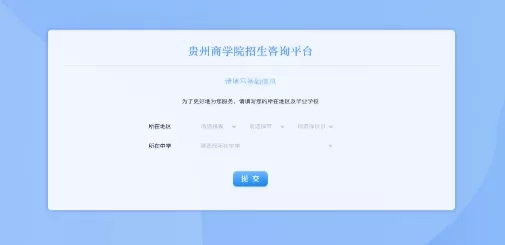 贵州商学院招生咨询平台
请填写基础信息
为了更好地为您服务，请填写您的所在地区及毕业学校
所在地区
所在中学
提 交